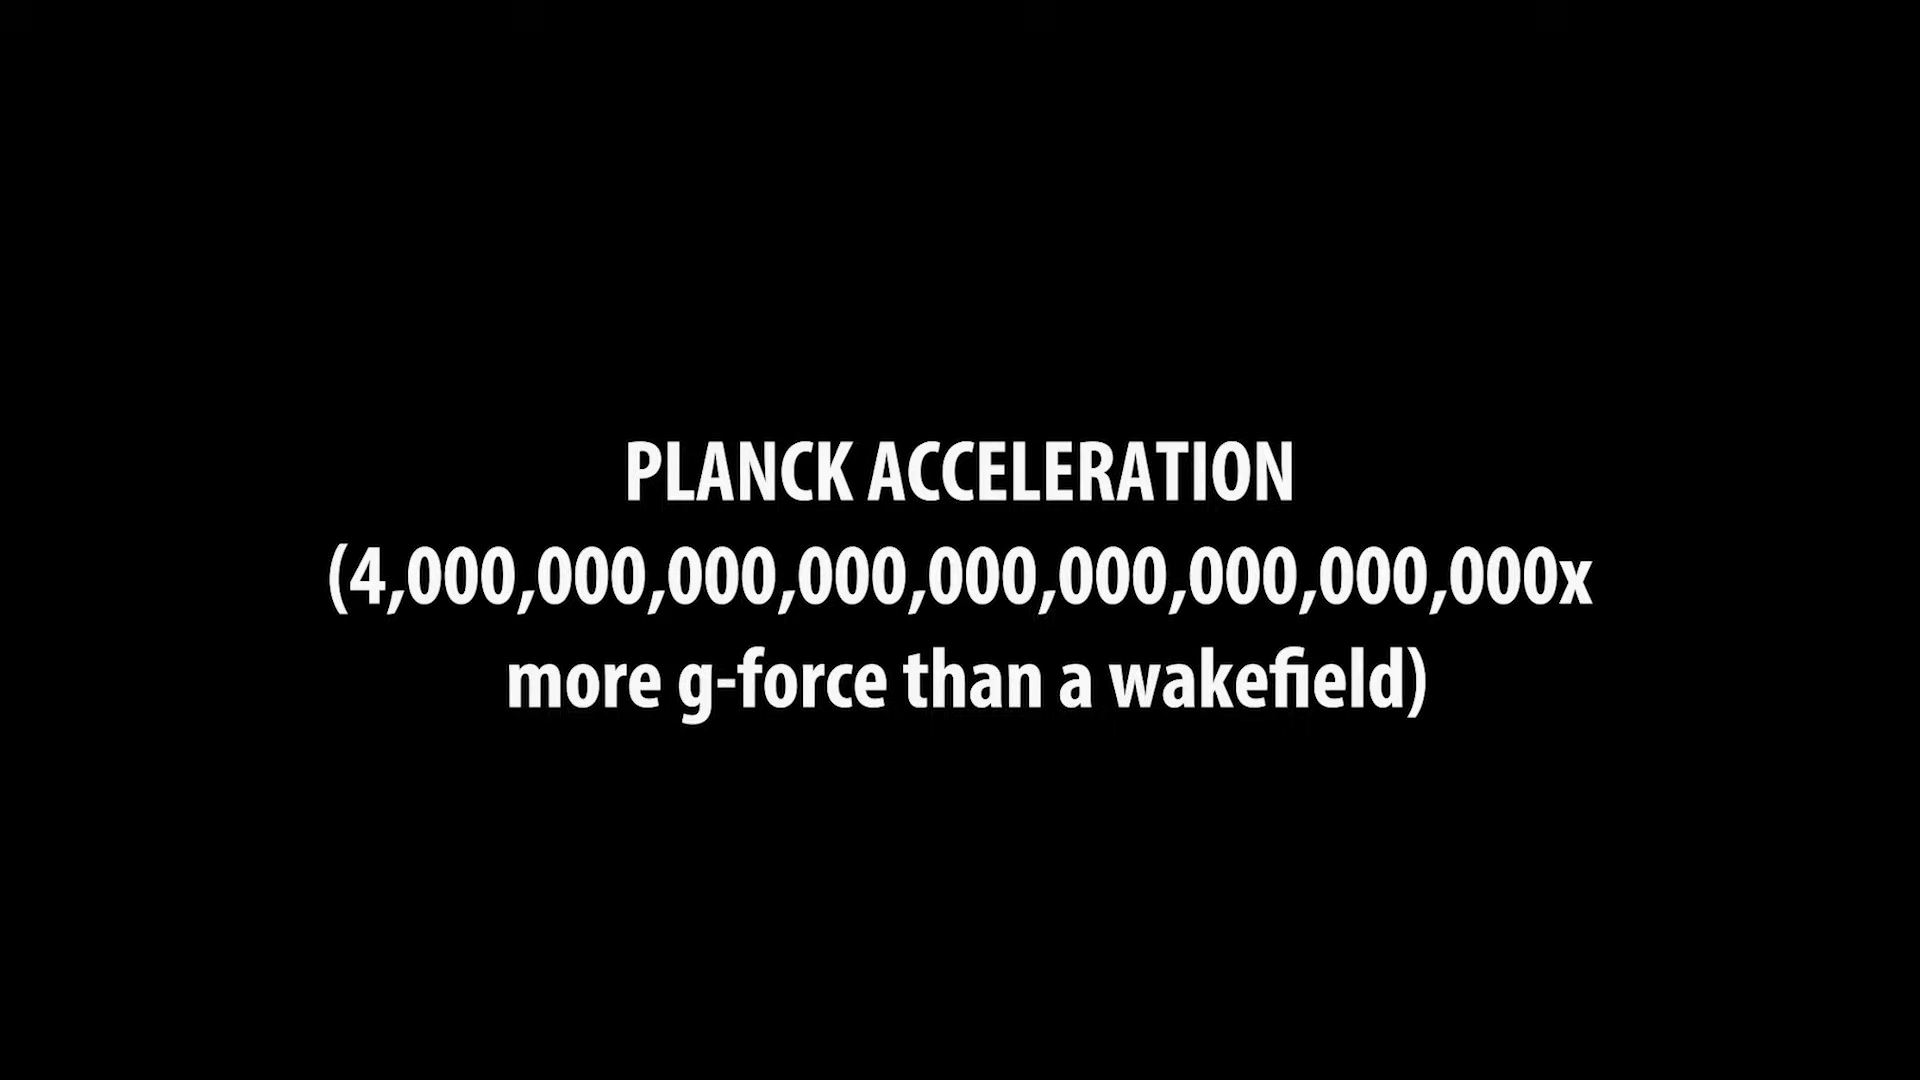 PLANCK ACCELERATION
(4,000,000,000,000,000,000,000,000,000x
more g-force than a wakefield)